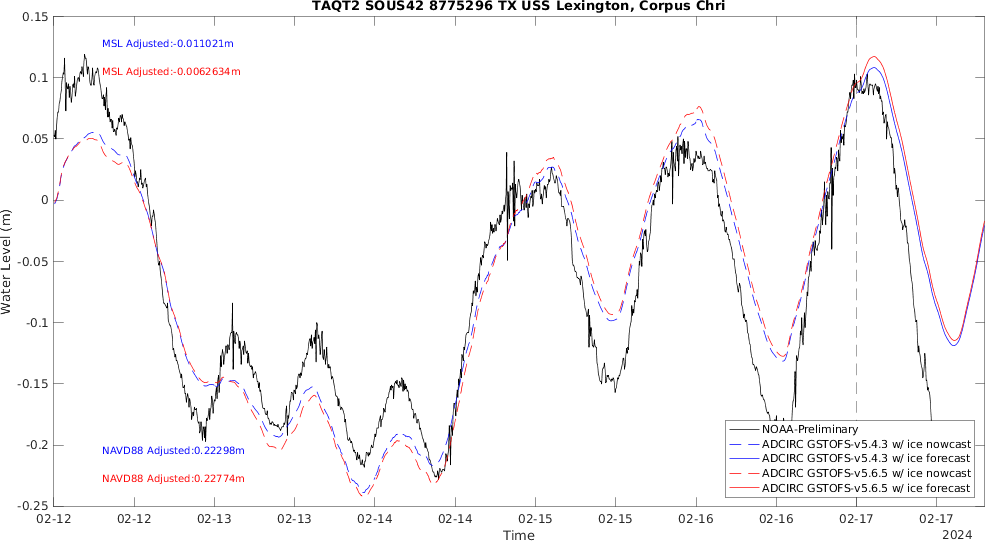 TAQT2 SOUS42 8775296 TX USS Lexington, Corpus Chri
0.15
0.1
0.05
0
-0.05
-0.1
-0.15
-0.2
-0.25
Water Level (m)
MSL Adjusted:-0.011021m
MSL Adjusted:-0.0062634m
NAVD88 Adjusted:0.22298m
NAVD88 Adjusted:0.22774m
NOAA-Preliminary
ADCIRC GSTOFS-v5.4.3 w/ ice nowcast
ADCIRC GSTOFS-v5.4.3 w/ ice forecast
ADCIRC GSTOFS-v5.6.5 w/ ice nowcast
ADCIRC GSTOFS-v5.6.5 w/ ice forecast
02-12 02-12 02-13 02-13 02-14 02-14 02-15 02-15 02-16 02-16 02-17 02-17
Time
2024